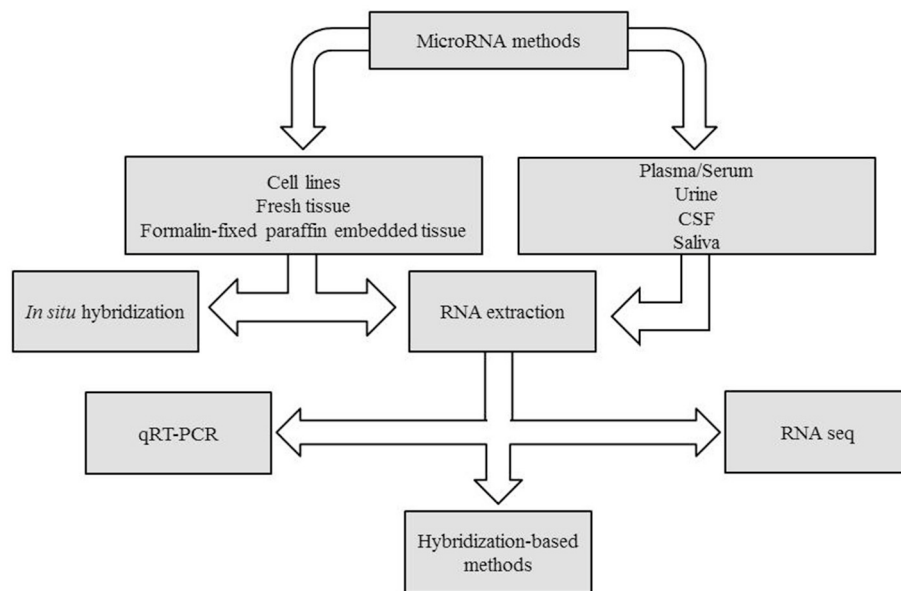 MicroRNA methods
Cell lines
Fresh tissue
Formalin-fixed paraffin embedded tissue
Plasma/Serum
Urine
CSF
Saliva
In situ hybridization
RNA extraction
qRT-PCR
RNA seq
Hybridization-based
methods